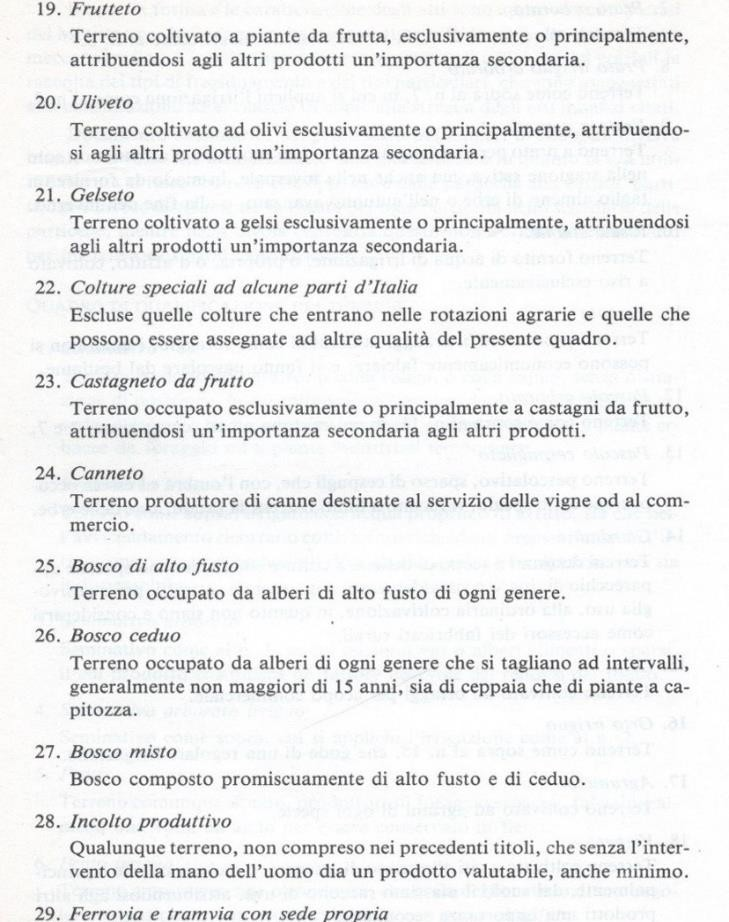 19. Frutteto
Terreno coltivato a piante da frutta, esclusivamente o principalmente,
attribuendosi agli altri prodotti un'importanza secondaria.
20. Uliveto
Terreno coltivato ad olivi esclusivamente o principalmente, attribuendo-
si agli altri prodotti un'importanza secondaria.
21. Gelseto
Terreno coltivato a gelsi esclusivamente o principalmente, attribuendosi
agli altri prodotti un'importanza secondaria.
22. Colture speciali ad alcune parti d'Italia
Escluse quelle colture che entrano nelle rotazioni agrarie e quelle che
possono essere assegnate ad altre qualità del presente quadro.
23. Castagneto da frutto
Terreno occupato esclusivamente o principalmente a castagni da frutto,
attribuendosi un'importanza secondaria agli altri prodotti.
24. Canneto
Terreno produttore di canne destinate al servizio delle vigne od al com-
mercio.
25. Bosco di alto fusto
Terreno occupato da alberi di alto fusto di ogni genere.
26. Bosco ceduo
Terreno occupato da alberi di ogni genere che si tagliano ad intervalli,
generalmente non maggiori di 15 anni, sia di ceppaia che di piante a ca-
pitozza.
27. Bosco misto
Bosco composto promiscuamente di alto fusto e di ceduo.
28. Incolto produttivo
Qualunque terreno, non compreso nei precedenti titoli, che senza l'inter-
vento della mano dell'uomo dia un prodotto valutabile, anche minimo.
29. Ferrovia e tramvia con sede propria